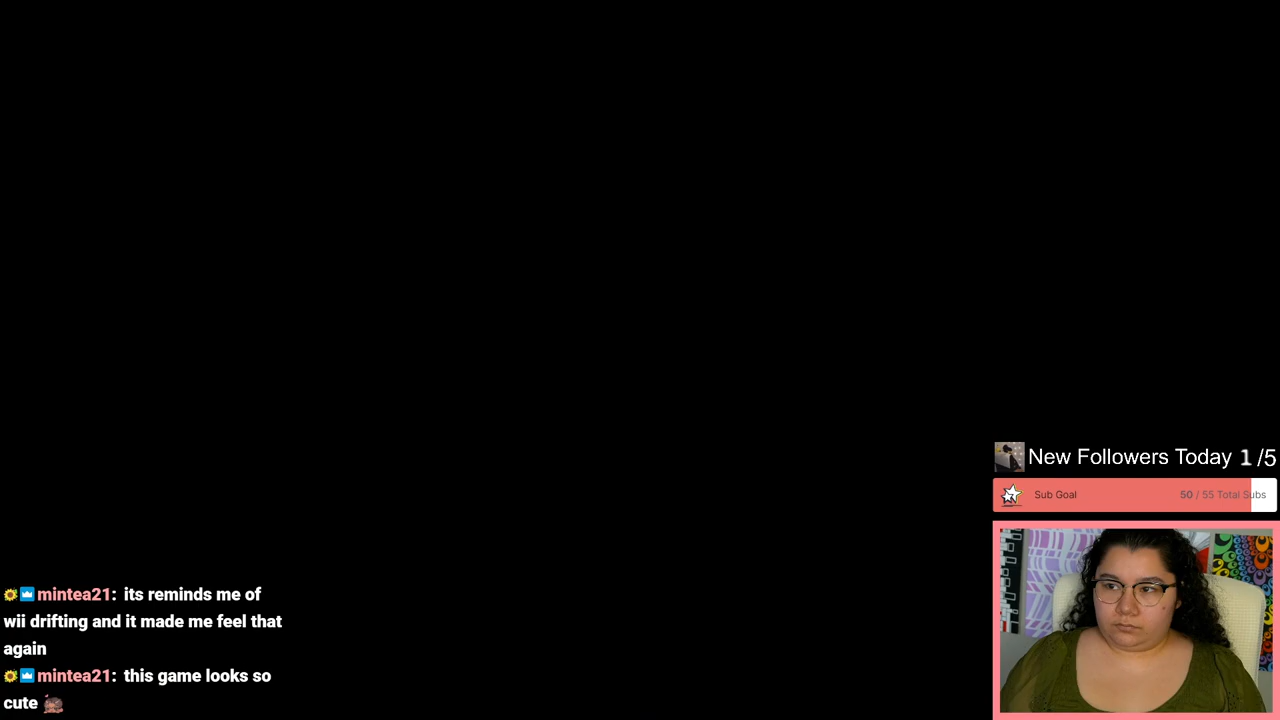 New Followers Today 1 /5
Sub Goal 50 / 55 Total Subs
mintea21: its reminds me of
wii drifting and it made me feel that
again
mintea21: this game looks so
cute